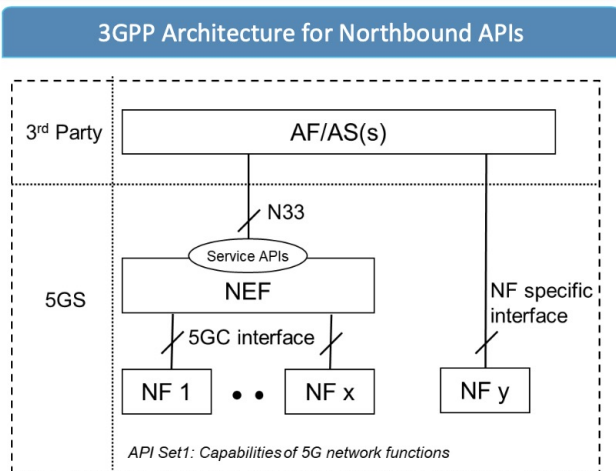 3GPP Architecture for Northbound APIs
3rd Party
AF/AS(s)
N33
Service APIs
NEF
5GS
5GC interface
NF specific
interface
NF 1
• •
NF x
NF y
API Set1: Capabilities of 5G network functions